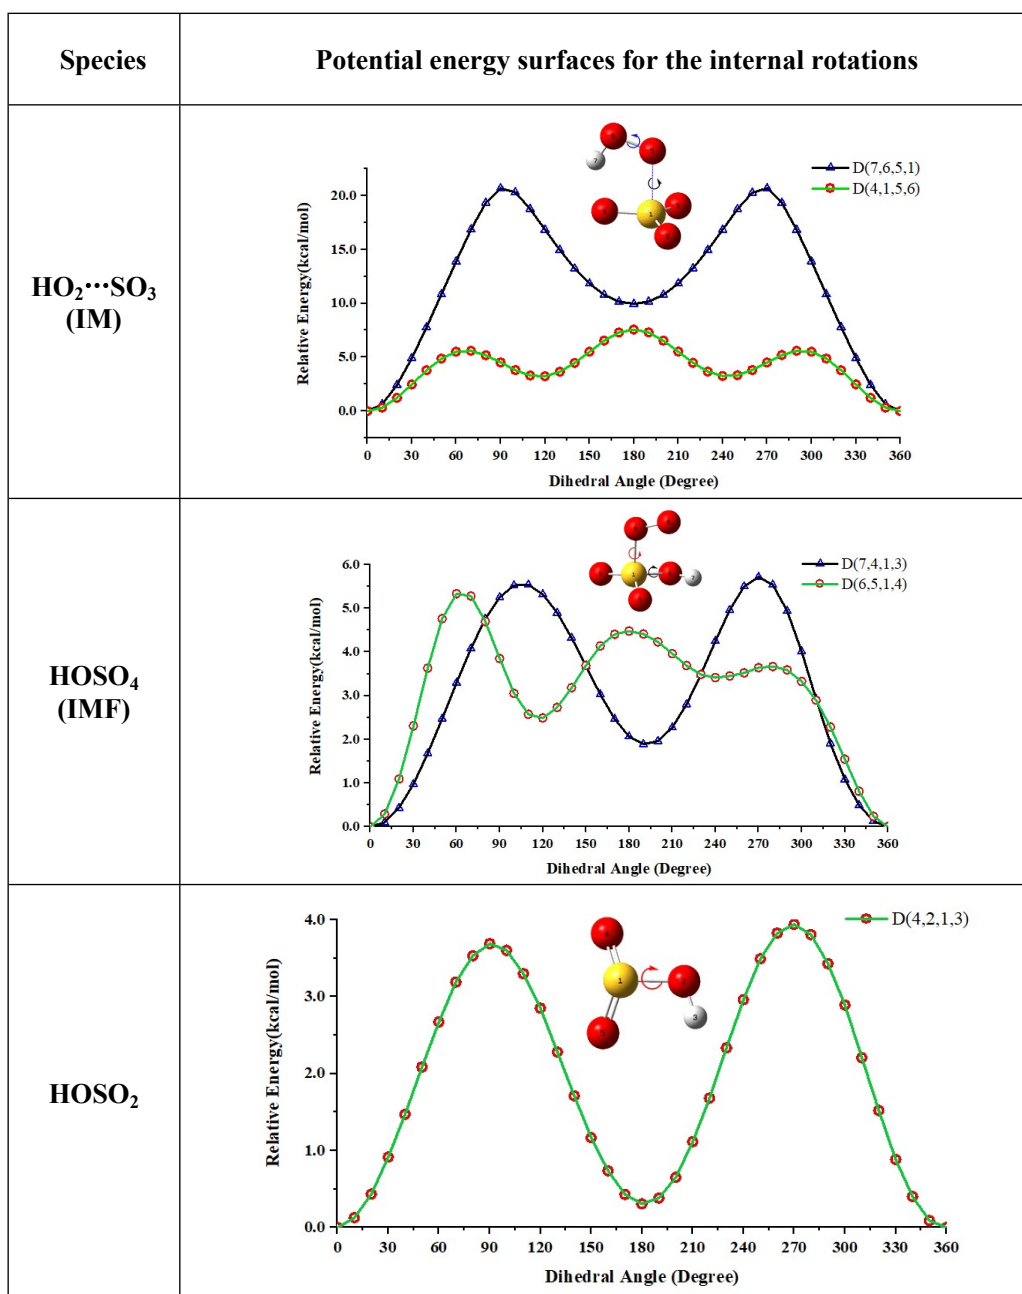 Species
Potential energy surfaces for the internal rotations
HO₂···SO₃
(IM)
D(7,6,5,1)
D(4,1,5,6)
Relative Energy(kcal/mol)
20.0
15.0
10.0
5.0
0.0
0 30 60 90 120 150 180 210 240 270 300 330 360
Dihedral Angle (Degree)
7
1
HOSO₄
(IMF)
D(7,4,1,3)
D(6,5,1,4)
Relative Energy(kcal/mol)
6.0
5.0
4.0
3.0
2.0
1.0
0.0
0 30 60 90 120 150 180 210 240 270 300 330 360
Dihedral Angle (Degree)
1
7
HOSO₂
D(4,2,1,3)
Relative Energy(kcal/mol)
4.0
3.0
2.0
1.0
0.0
0 30 60 90 120 150 180 210 240 270 300 330 360
Dihedral Angle (Degree)
1
3